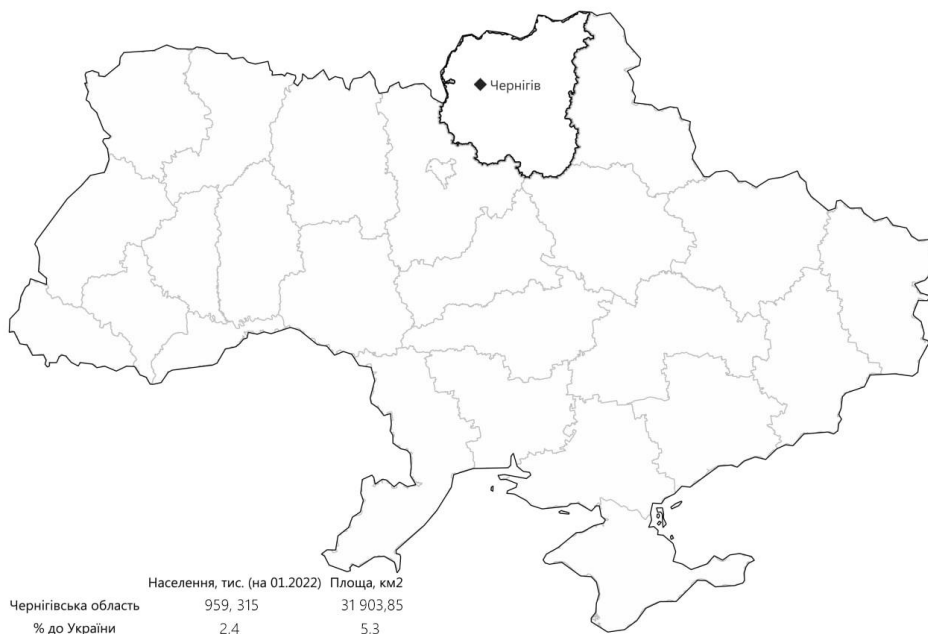 Чернігів
Населення, тис. (на 01.2022) Площа, км2
Чернігівська область 959, 315 31 903,85
% до України 2.4 5.3